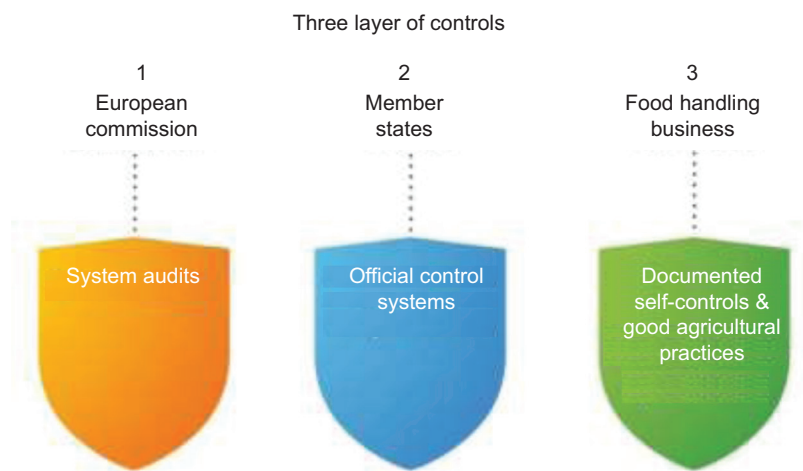 Three layer of controls
1
European
commission
2
Member
states
3
Food handling
business
System audits
Official control
systems
Documented
self-controls &
good agricultural
practices